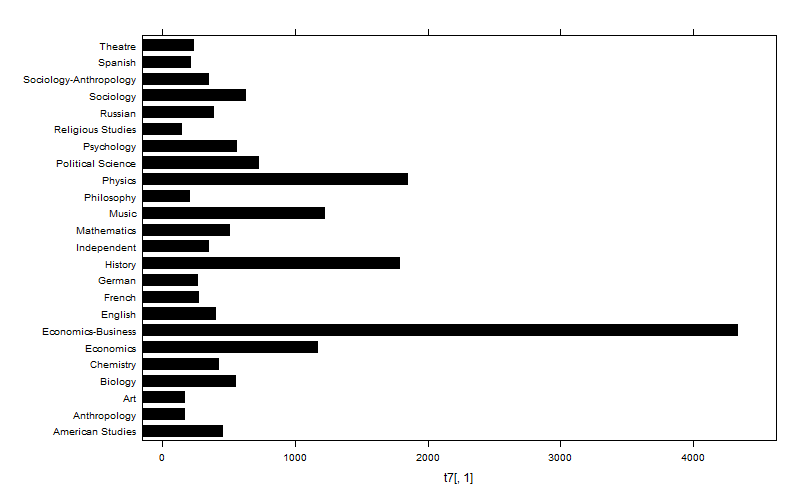 Theatre
Spanish
Sociology-Anthropology
Sociology
Russian
Religious Studies
Psychology
Political Science
Physics
Philosophy
Music
Mathematics
Independent
History
German
French
English
Economics-Business
Economics
Chemistry
Biology
Art
Anthropology
American Studies
0 1000 2000 3000 4000
t7[, 1]